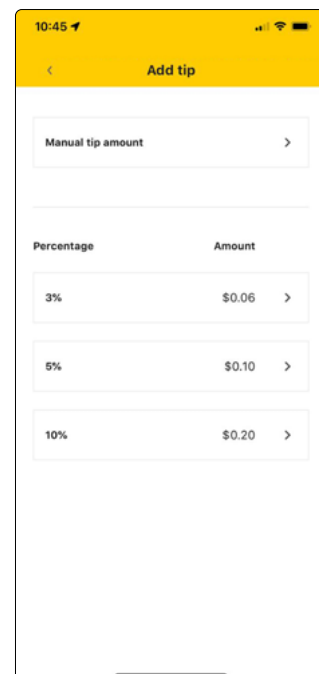 10:45
Add tip
Manual tip amount
Percentage Amount
3% $0.06
5% $0.10
10% $0.20